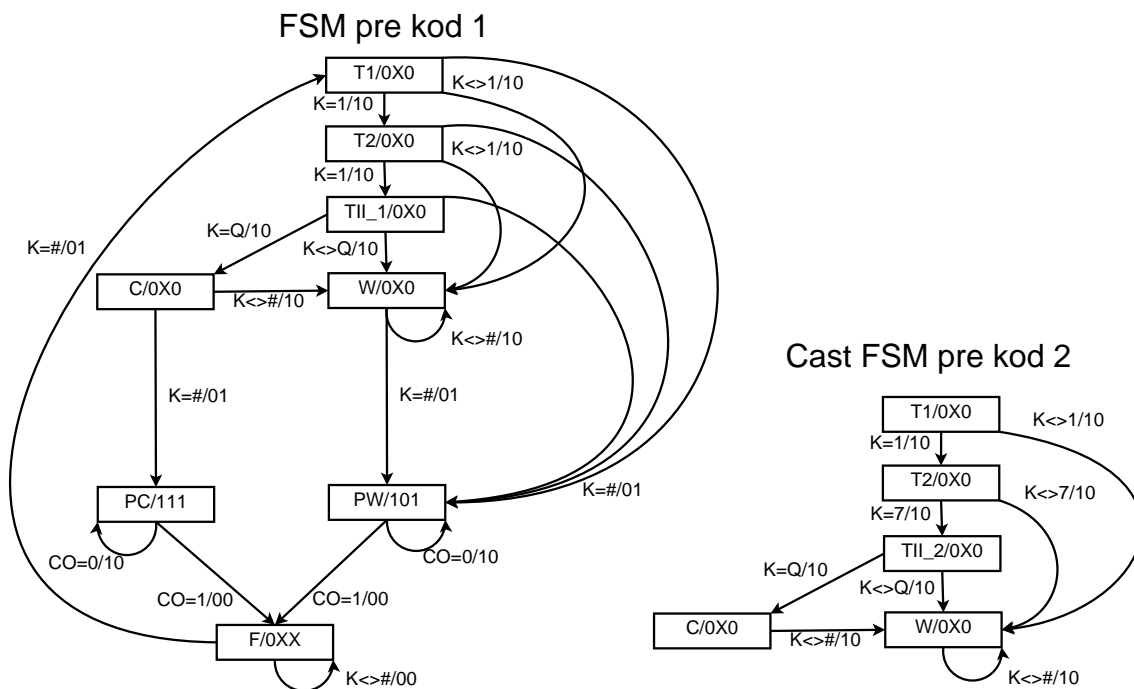 FSM pre kod 1
T1/0X0
K<>1/10
K=1/10
T2/0X0
K<>1/10
K=1/10
TII_1/0X0
K=Q/10
K<>Q/10
K=#/01
C/0X0
W/0X0
K<>#/10
K<>#/10
K=#/01
K=#/01
K=#/01
PC/111
PW/101
CO=0/10
CO=0/10
CO=1/00
CO=1/00
F/0XX
K<>#/00
Cast FSM pre kod 2
T1/0X0
K<>1/10
K=1/10
T2/0X0
K<>7/10
K=7/10
TII_2/0X0
K=Q/10
K<>Q/10
C/0X0
W/0X0
K<>#/10
K<>#/10